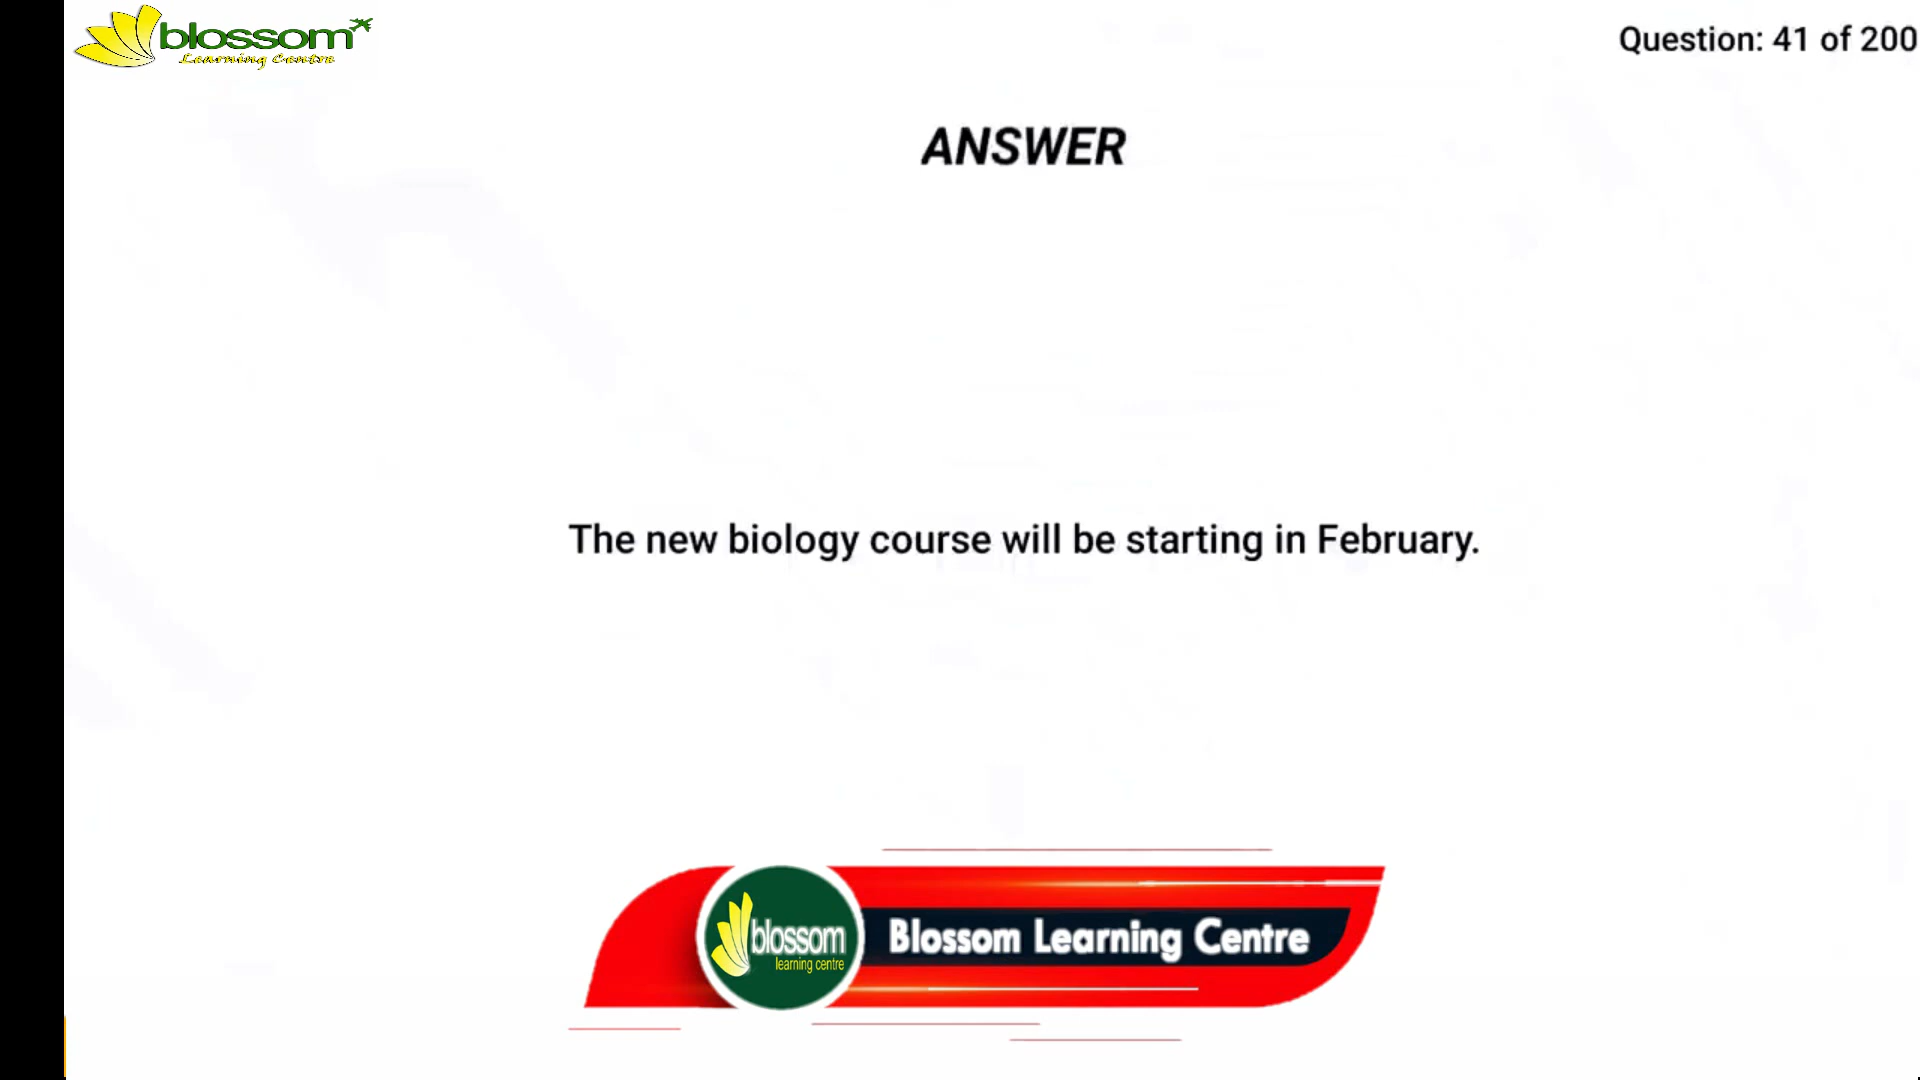 blossom
Learning Centre
Question: 41 of 200
ANSWER
The new biology course will be starting in February.
blossom
learning centre
Blossom Learning Centre